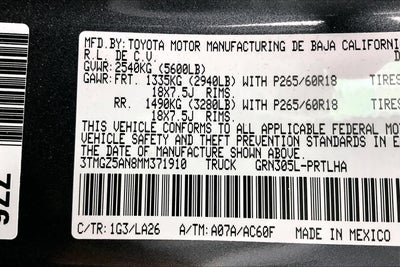 MFD.BY: TOYOTA MOTOR MANUFACTURING DE BAJA CALIFORNI
R.L. DE C.V. D
GVWR: 2540KG (5600LB)
GAWR: FRT. 1335KG (2940LB) WITH P265/60R18 TIRES
18X7.5J RIMS.
RR. 1490KG (3280LB) WITH P265/60R18 TIRES
18X7.5J RIMS.
THIS VEHICLE CONFORMS TO ALL APPLICABLE FEDERAL MOT
VEHICLE SAFETY AND THEFT PREVENTION STANDARDS IN E
THE DATE OF MANUFACTURE SHOWN ABOVE.
3TMGZ5AN8MM371910 TRUCK GRN305L-PRTLHA
C/TR: 1G3/LA26 A/TM: A07A/AC60F MADE IN MEXICO
922